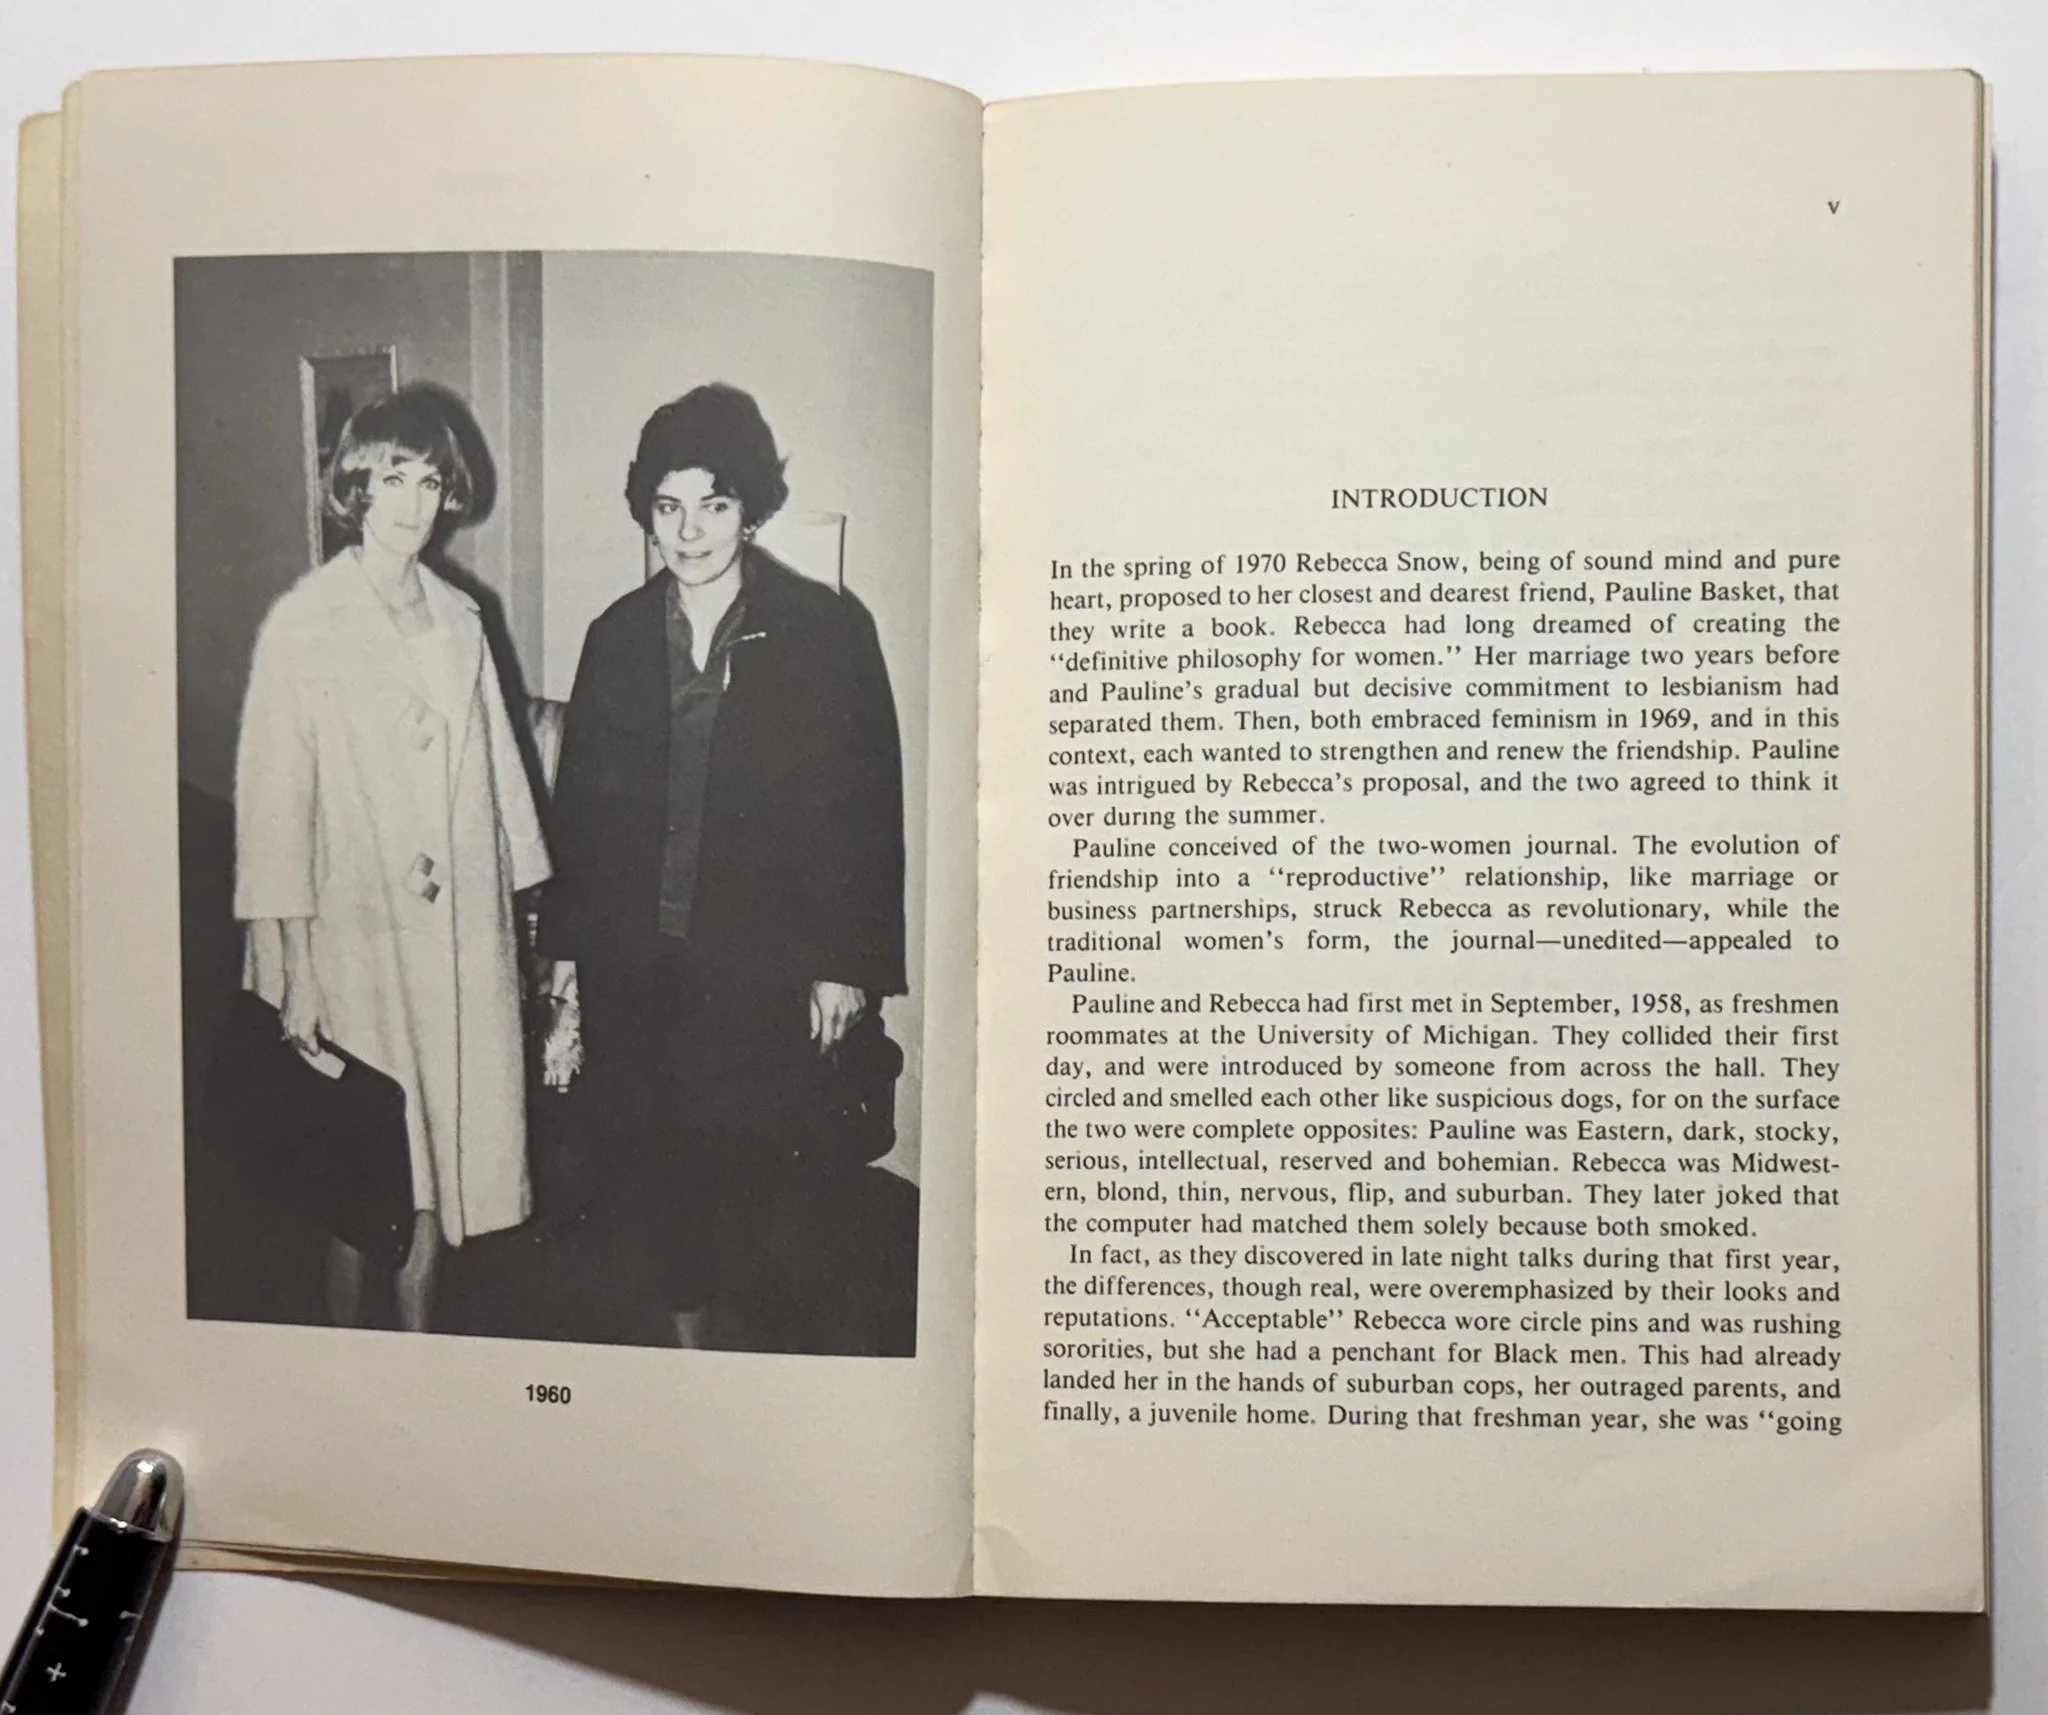 1960
v
INTRODUCTION
In the spring of 1970 Rebecca Snow, being of sound mind and pure
heart, proposed to her closest and dearest friend, Pauline Basket, that
they write a book. Rebecca had long dreamed of creating the
“definitive philosophy for women.” Her marriage two years before
and Pauline’s gradual but decisive commitment to lesbianism had
separated them. Then, both embraced feminism in 1969, and in this
context, each wanted to strengthen and renew the friendship. Pauline
was intrigued by Rebecca’s proposal, and the two agreed to think it
over during the summer.
Pauline conceived of the two-women journal. The evolution of
friendship into a “reproductive” relationship, like marriage or
business partnerships, struck Rebecca as revolutionary, while the
traditional women’s form, the journal—unedited—appealed to
Pauline.
Pauline and Rebecca had first met in September, 1958, as freshmen
roommates at the University of Michigan. They collided their first
day, and were introduced by someone from across the hall. They
circled and smelled each other like suspicious dogs, for on the surface
the two were complete opposites: Pauline was Eastern, dark, stocky,
serious, intellectual, reserved and bohemian. Rebecca was Midwest-
ern, blond, thin, nervous, flip, and suburban. They later joked that
the computer had matched them solely because both smoked.
In fact, as they discovered in late night talks during that first year,
the differences, though real, were overemphasized by their looks and
reputations. “Acceptable” Rebecca wore circle pins and was rushing
sororities, but she had a penchant for Black men. This had already
landed her in the hands of suburban cops, her outraged parents, and
finally, a juvenile home. During that freshman year, she was “going